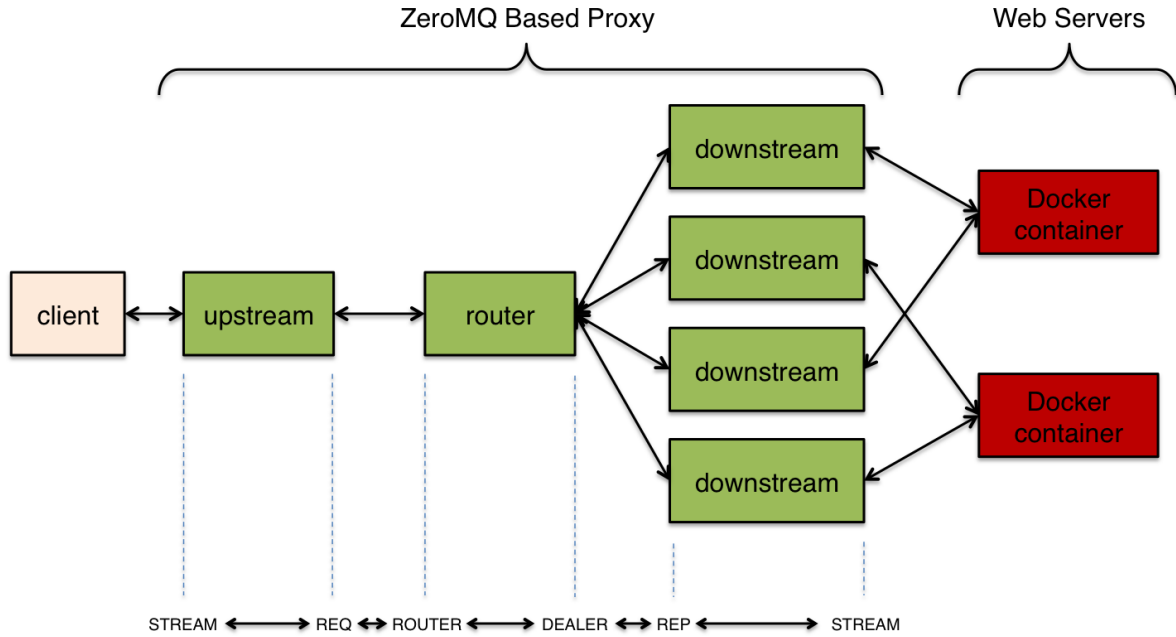 ZeroMQ Based Proxy
Web Servers
downstream
Docker
container
downstream
client
upstream
router
downstream
Docker
container
downstream
STREAM
REQ
ROUTER
DEALER
REP
STREAM